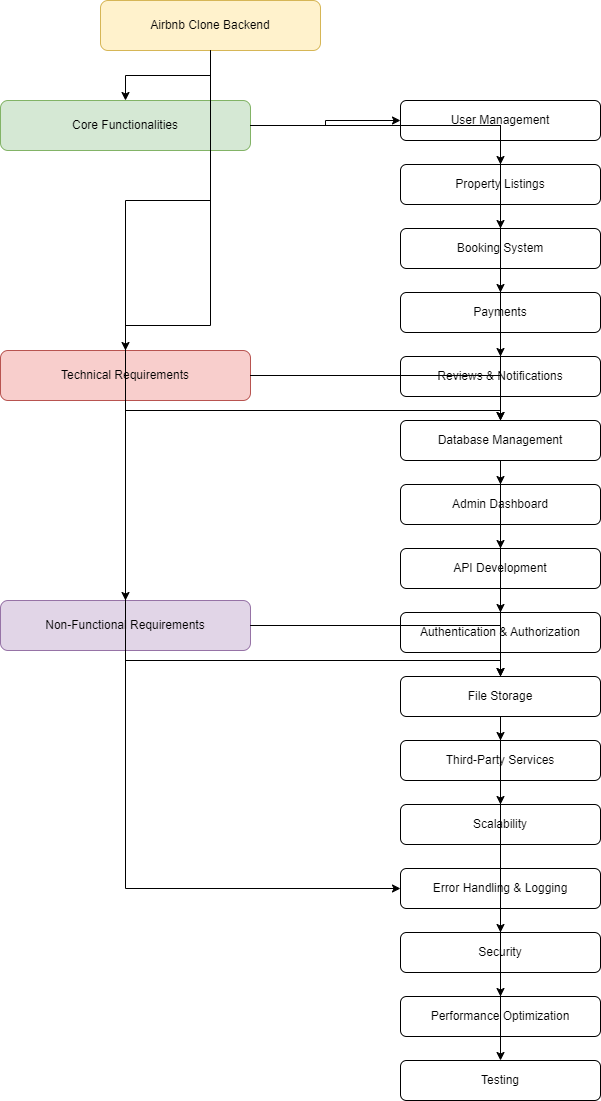 Airbnb Clone Backend
Core Functionalities
User Management
Property Listings
Booking System
Payments
Technical Requirements
Reviews & Notifications
Database Management
Admin Dashboard
API Development
Non-Functional Requirements
Authentication & Authorization
File Storage
Third-Party Services
Scalability
Error Handling & Logging
Security
Performance Optimization
Testing